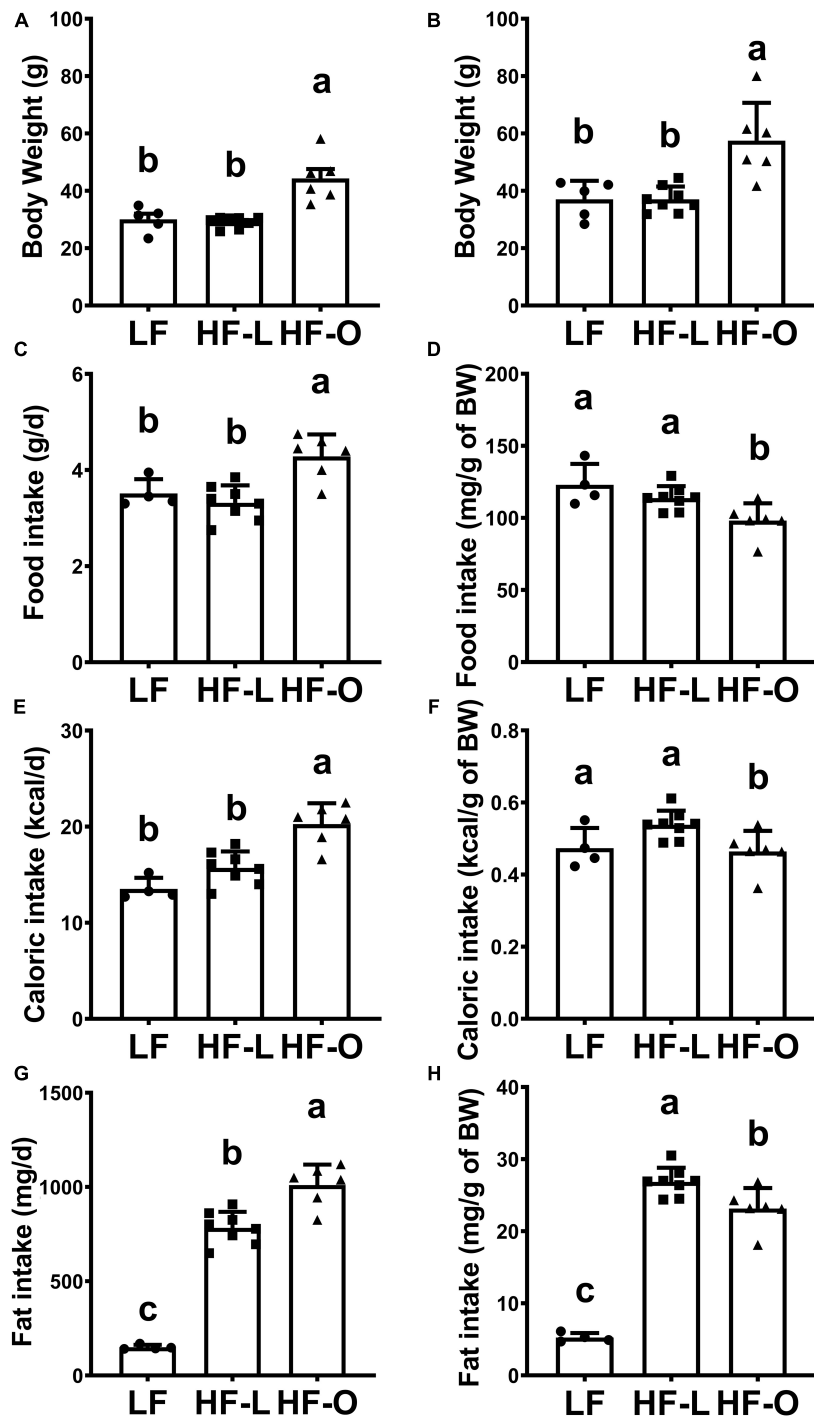 A
Body Weight (g)
100
80
60
40
20
0
b
b
a
LF HF-L HF-O
B
Body Weight (g)
100
80
60
40
20
0
b
b
a
LF HF-L HF-O
C
Food intake (g/d)
6
4
2
0
b
b
a
LF HF-L HF-O
D
Food intake (mg/g of BW)
200
150
100
50
0
a
a
b
LF HF-L HF-O
E
Caloric intake (kcal/d)
30
20
10
0
b
b
a
LF HF-L HF-O
F
Caloric intake (kcal/g of BW)
0.8
0.6
0.4
0.2
0.0
a
a
b
LF HF-L HF-O
G
Fat intake (mg/d)
1500
1000
500
0
c
b
a
LF HF-L HF-O
H
Fat intake (mg/g of BW)
40
30
20
10
0
c
a
b
LF HF-L HF-O